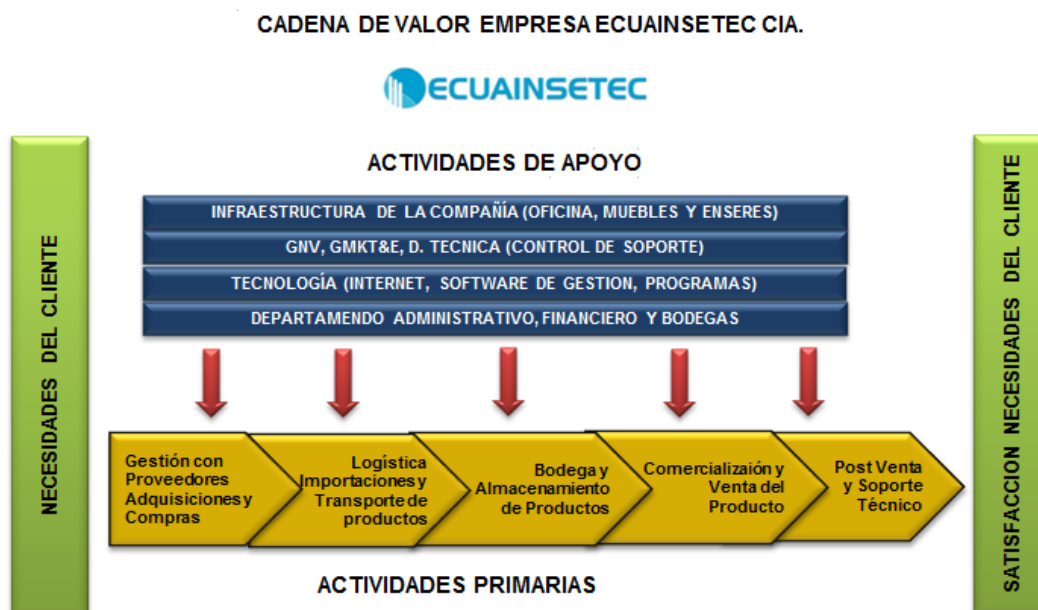 CADENA DE VALOR EMPRESA ECUAINSETEC CIA.
ECUAINSETEC
ACTIVIDADES DE APOYO
NECESIDADES DEL CLIENTE
INFRAESTRUCTURA DE LA COMPAÑÍA (OFICINA, MUEBLES Y ENSERES)
GNV, GMKT&E, D. TECNICA (CONTROL DE SOPORTE)
TECNOLOGÍA (INTERNET, SOFTWARE DE GESTION, PROGRAMAS)
DEPARTAMENDO ADMINISTRATIVO, FINANCIERO Y BODEGAS
Gestión con
Proveedores
Adquisiciones y
Compras
Logística
Importaciones y
Transporte de
productos
Bodega y
Almacenamiento
de Productos
Comercializaión y
Venta del
Producto
Post Venta
y Soporte
Técnico
ACTIVIDADES PRIMARIAS
SATISFACCION NECESIDADES DEL CLIENTE